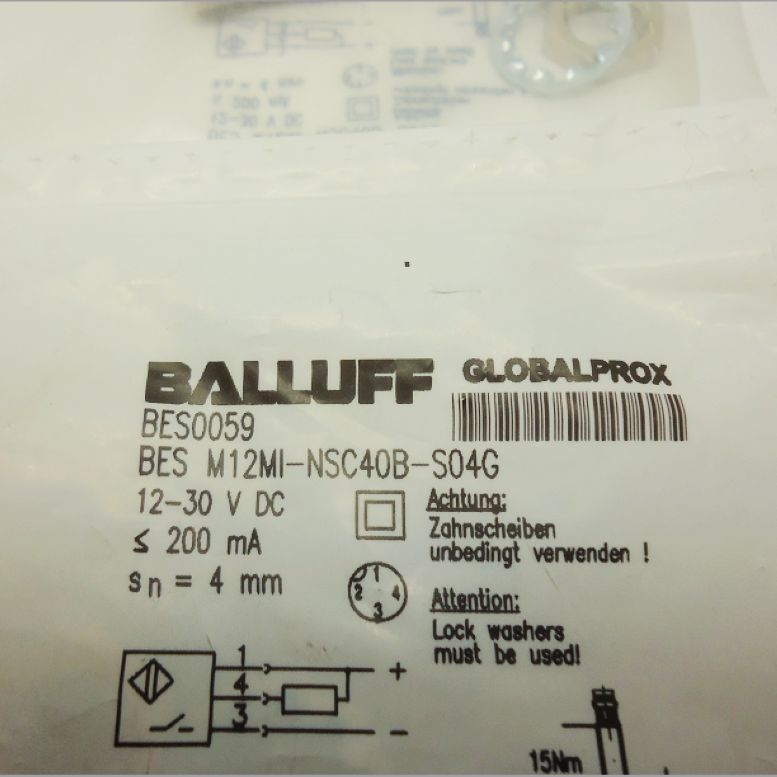 BALLUFF
GLOBALPROX
BES0059
BES M12MI-NSC40B-S04G
12-30 V DC
≤ 200 mA
sn = 4 mm
Achtung:
Zahnscheiben
unbedingt verwenden !
1
2 4
3
Attention:
Lock washers
must be used!
1
+
4
3
-
15Nm